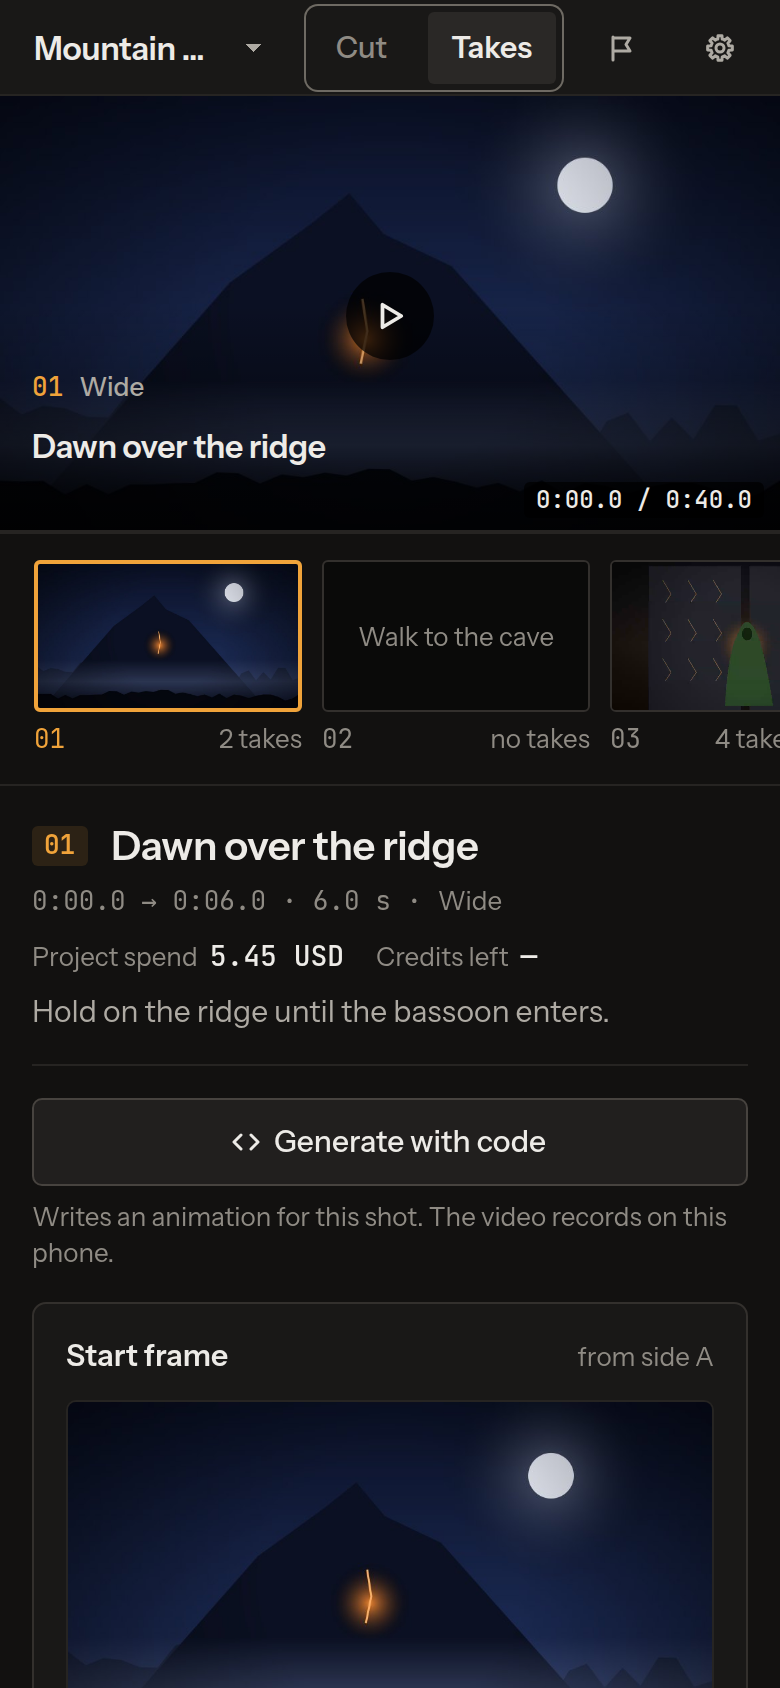 Mountain ...
Cut
Takes
01 Wide
Dawn over the ridge
0:00.0 / 0:40.0
Walk to the cave
01 2 takes 02 no takes 03 4 take
01 Dawn over the ridge
0:00.0 → 0:06.0 · 6.0 s · Wide
Project spend 5.45 USD Credits left –
Hold on the ridge until the bassoon enters.
Generate with code
Writes an animation for this shot. The video records on this
phone.
Start frame from side A